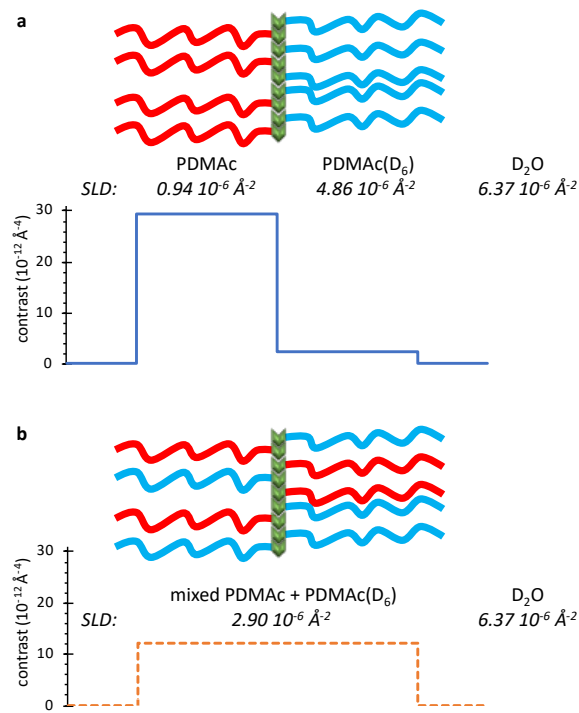 a
PDMAc PDMAc(D₆) D₂O
SLD: 0.94 10⁻⁶ Å⁻² 4.86 10⁻⁶ Å⁻² 6.37 10⁻⁶ Å⁻²
contrast (10⁻¹² Å⁻⁴)
30
20
10
0
b
mixed PDMAc + PDMAc(D₆) D₂O
SLD: 2.90 10⁻⁶ Å⁻² 6.37 10⁻⁶ Å⁻²
contrast (10⁻¹² Å⁻⁴)
30
20
10
0